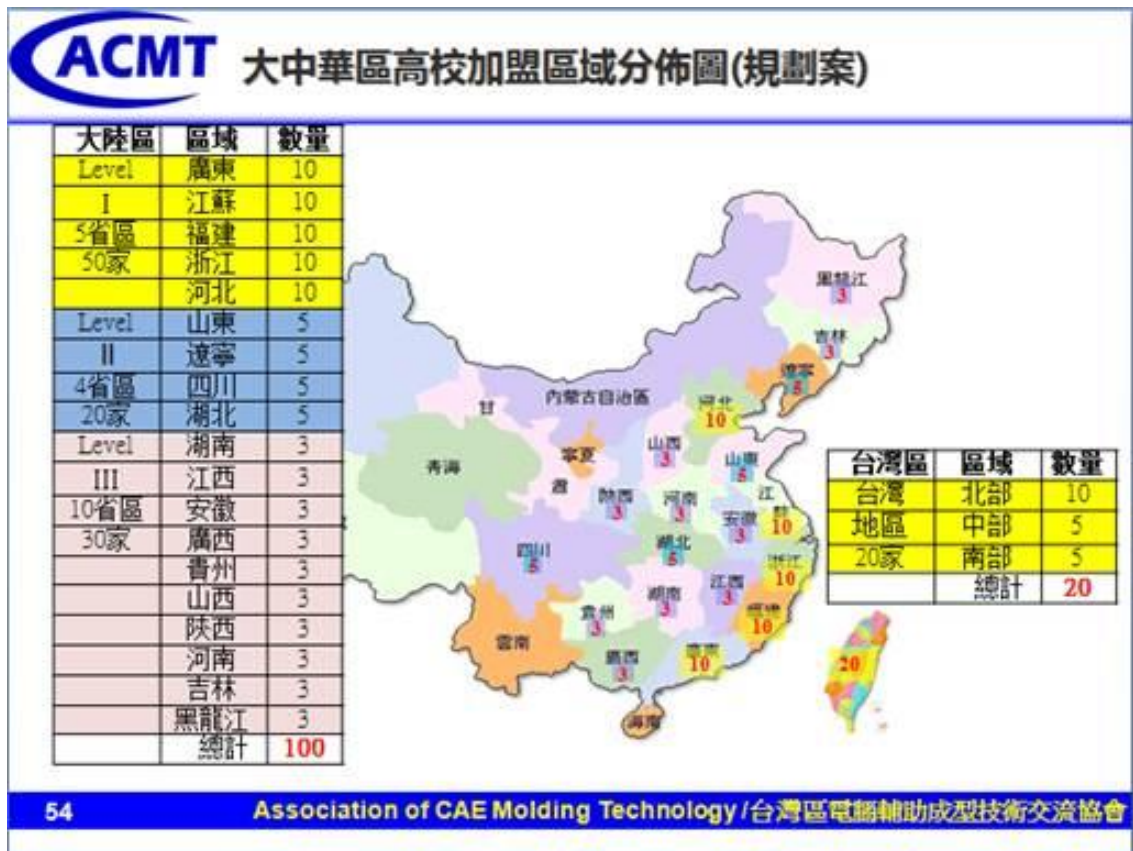 ACMT
大中華區高校加盟區域分佈圖(規劃案)
大陸區 區域 數量
Level 廣東 10
I 江蘇 10
5省區 福建 10
50家 浙江 10
河北 10
Level 山東 5
II 遼寧 5
4省區 四川 5
20家 湖北 5
Level 湖南 3
III 江西 3
10省區 安徽 3
30家 廣西 3
貴州 3
山西 3
陝西 3
河南 3
吉林 3
黑龍江 3
總計 100
黑龍江
3
吉林
3
遼寧
5
內蒙古自治區
河北
10
甘
肅
寧夏
青海
山西
3
山東
5
陝西
3
河南
3
江
蘇
10
安徽
3
四川
5
湖北
5
浙江
10
湖南
3
江西
3
福建
10
貴州
3
雲南
廣西
3
廣東
10
海南
台灣區 區域 數量
台灣 北部 10
地區 中部 5
20家 南部 5
總計 20
20
54
Association of CAE Molding Technology/台灣區電腦輔助成型技術交流協會